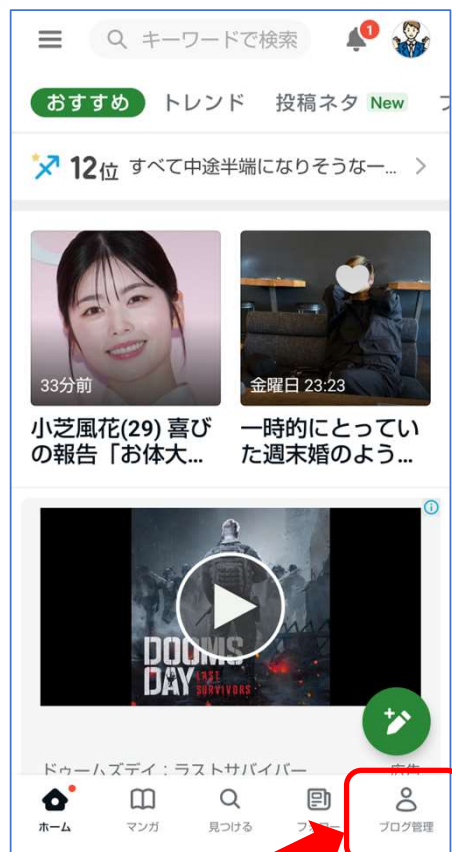 キーワードで検索
1
おすすめ トレンド 投稿ネタ New
12位 すべて中途半端になりそうなー...
33分前
金曜日 23:23
小芝風花(29) 喜び
の報告「お体大...
一時的にとってい
た週末婚のよう...
DOOMS
DAY LAST
SURVIVORS
ドゥームズデイ：ラストサバイバー 広告
ホーム マンガ 見つける フォロー ブログ管理